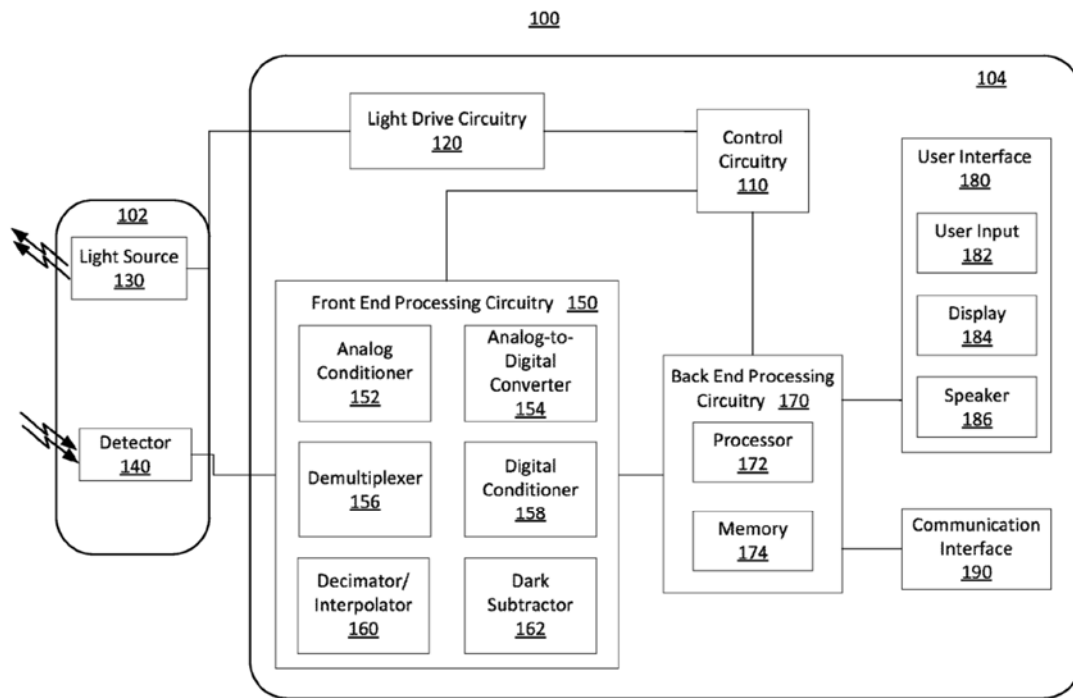 100
104
Light Drive Circuitry
120
Control
Circuitry
110
User Interface
180
User Input
182
Display
184
Speaker
186
102
Light Source
130
Detector
140
Front End Processing Circuitry 150
Analog
Conditioner
152
Analog-to-
Digital
Converter
154
Demultiplexer
156
Digital
Conditioner
158
Decimator/
Interpolator
160
Dark
Subtractor
162
Back End Processing
Circuitry 170
Processor
172
Memory
174
Communication
Interface
190